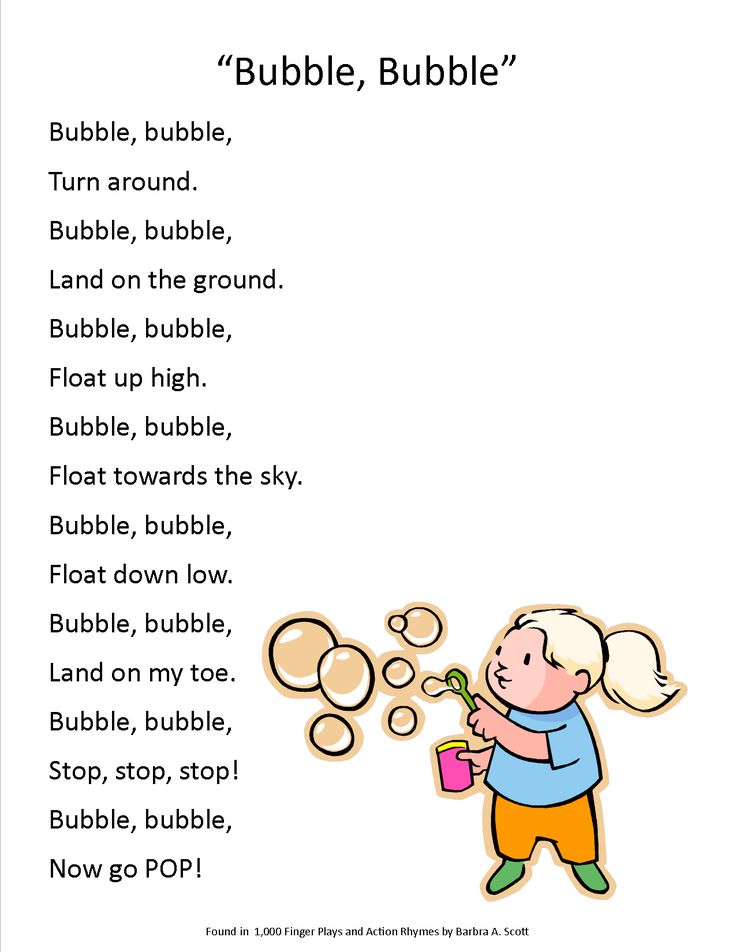 “Bubble, Bubble”
Bubble, bubble,
Turn around.
Bubble, bubble,
Land on the ground.
Bubble, bubble,
Float up high.
Bubble, bubble,
Float towards the sky.
Bubble, bubble,
Float down low.
Bubble, bubble,
Land on my toe.
Bubble, bubble,
Stop, stop, stop!
Bubble, bubble,
Now go POP!
Found in 1,000 Finger Plays and Action Rhymes by Barbra A. Scott